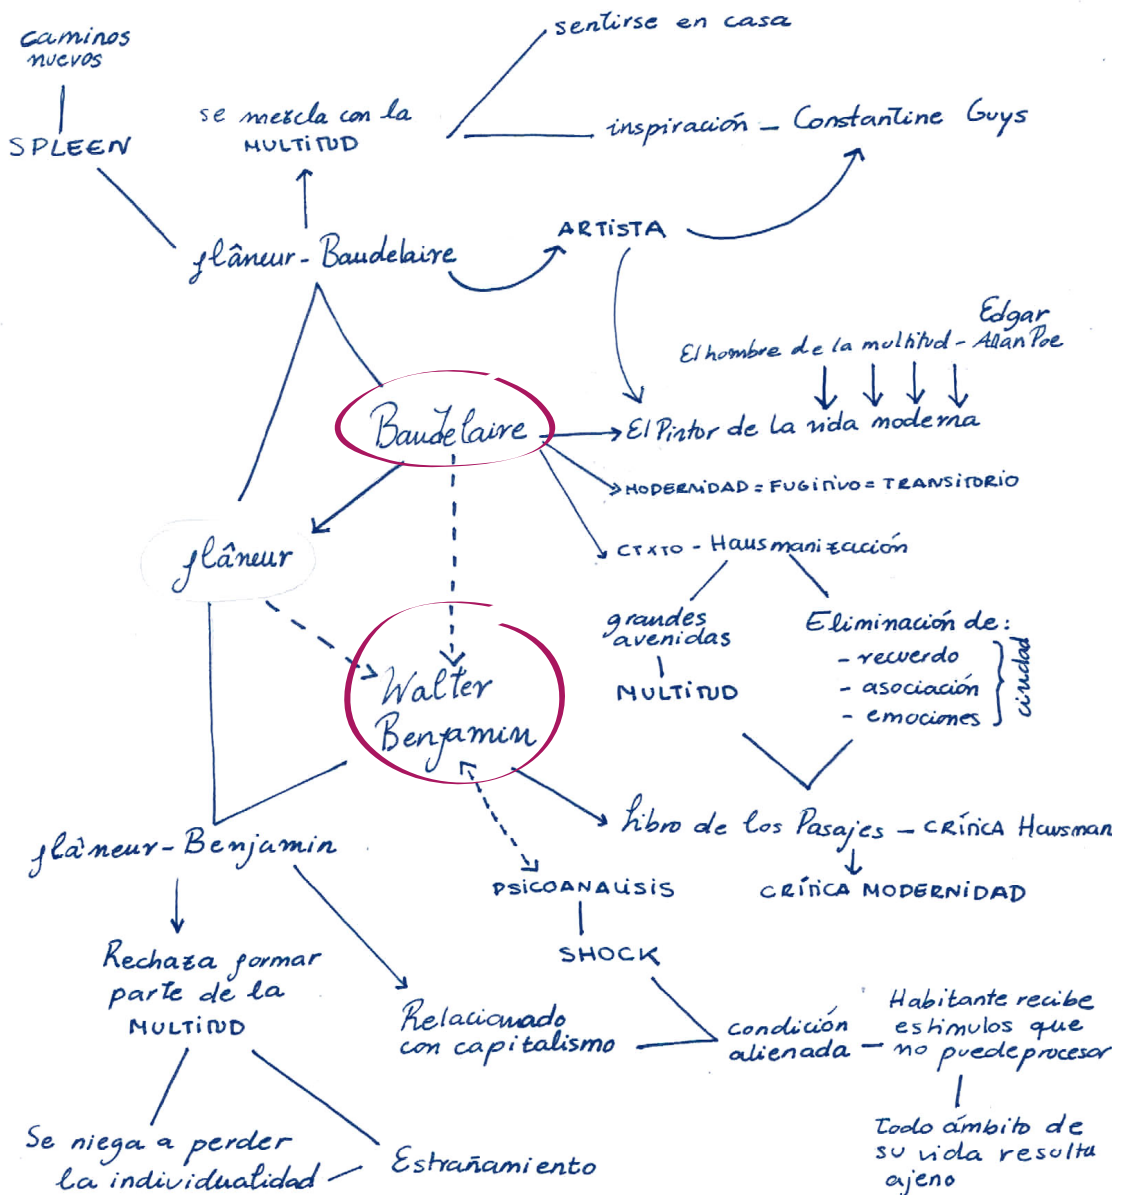 caminos
nuevos
SPLEEN
se mezcla con la
MULTITUD
sentirse en casa
inspiración - Constantine Guys
flâneur - Baudelaire
ARTISTA
Edgar
El hombre de la multitud - Allan Poe
Baudelaire
El Pintor de la vida moderna
MODERNIDAD = FUGITIVO = TRANSITORIO
flâneur
CTXTO - Hausmanización
grandes
avenidas
MULTITUD
Eliminación de:
- recuerdo
- asociación
- emociones
ciudad
Walter
Benjamin
Libro de los Pasajes - CRÍTICA Hausman
CRÍTICA MODERNIDAD
flâneur - Benjamin
PSICOANALISIS
SHOCK
Rechaza formar
parte de la
MULTITUD
Relacionado
con capitalismo
condición
alienada
Habitante recibe
estimulos que
no puede procesar
Todo ámbito de
su vida resulta
ajeno
Se niega a perder
la individualidad
Estrañamiento